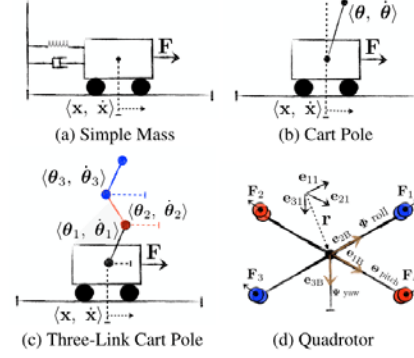 F
⟨x, ẋ⟩
(a) Simple Mass
⟨θ, θ̇⟩
F
⟨x, ẋ⟩
(b) Cart Pole
⟨θ₃, θ̇₃⟩
⟨θ₂, θ̇₂⟩
⟨θ₁, θ̇₁⟩
F
⟨x, ẋ⟩
(c) Three-Link Cart Pole
e₁₁
e₃₁
e₂₁
r
F₂
F₁
e₂B
Φ roll
e₁B
Θ pitch
e₃B
Ψ yaw
F₃
(d) Quadrotor